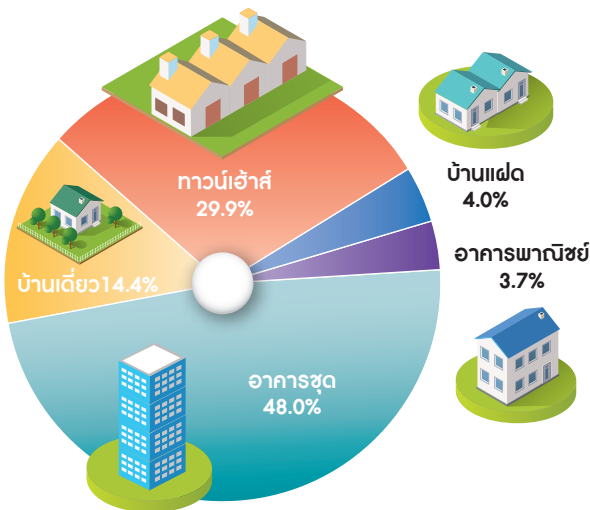 ทาวน์เฮ้าส์
29.9%
บ้านแฝด
4.0%
อาคารพาณิชย์
3.7%
บ้านเดี่ยว14.4%
อาคารชุด
48.0%